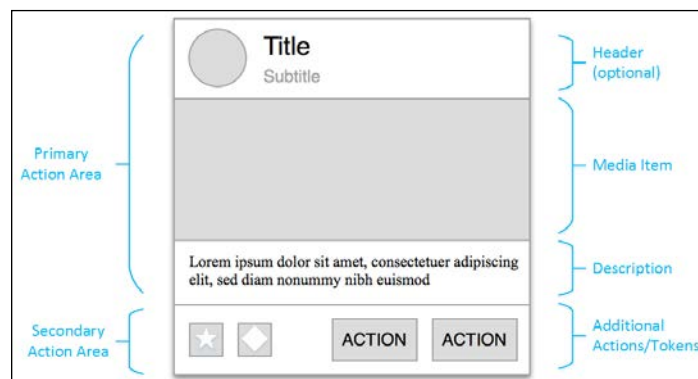 Title
Subtitle
Header
(optional)
Primary
Action Area
Media Item
Lorem ipsum dolor sit amet, consectetuer adipiscing
elit, sed diam nonummy nibh euismod
Description
Secondary
Action Area
ACTION
ACTION
Additional
Actions/Tokens